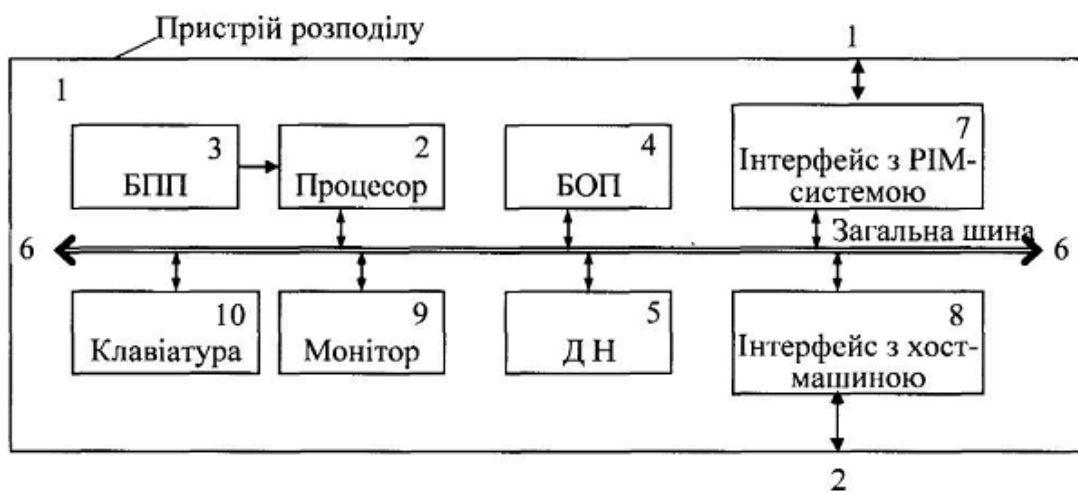 Пристрій розподілу
1
1
3
БПП
2
Процесор
4
БОП
7
Інтерфейс з PIM-
системою
Загальна шина
6
6
10
Клавіатура
9
Монітор
5
Д Н
8
Інтерфейс з хост-
машиною
2